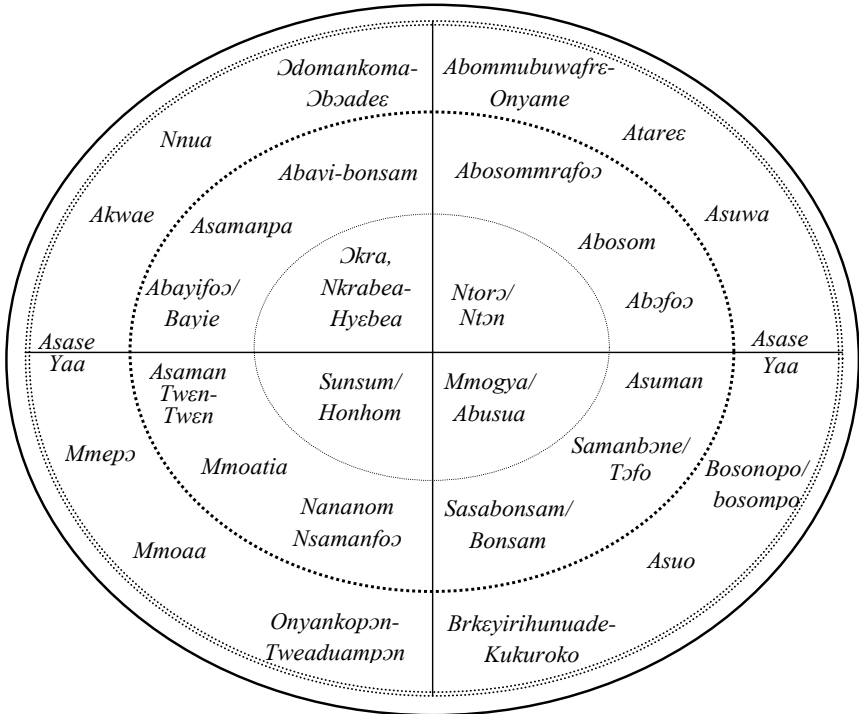 Ɔdomankoma-
Ɔbɔadeɛ
Abommubuwafrɛ-
Onyame
Nnua
Atareɛ
Abavi-bonsam
Abosommrafoɔ
Akwae
Asamanpa
Asuwa
Abosom
Ɔkra,
Nkrabea-
Hyɛbea
Ntorɔ/
Ntɔn
Abayifoɔ/
Bayie
Abɔfoɔ
Asase
Yaa
Asase
Yaa
Asaman
Twɛn-
Twɛn
Sunsum/
Honhom
Mmogya/
Abusua
Asuman
Mmepɔ
Mmoatia
Samanbɔne/
Tɔfo
Bosonopo/
bosompo
Nananom
Nsamanfoɔ
Sasabonsam/
Bonsam
Mmoaa
Asuo
Onyankopɔn-
Tweaduampɔn
Brkɛyirihunuade-
Kukuroko